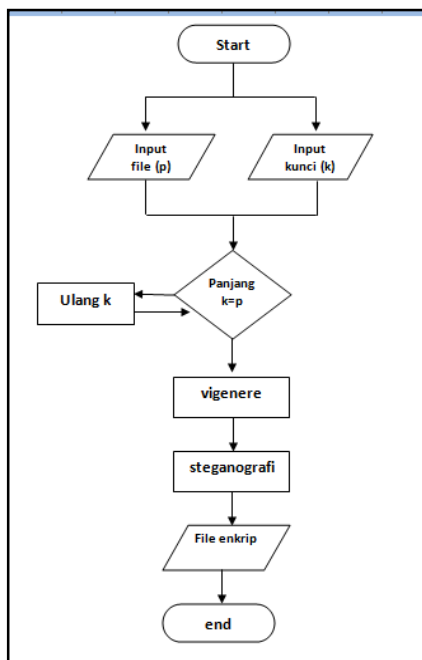 Start
Input
file (p)
Input
kunci (k)
Panjang
k=p
Ulang k
vigenere
steganografi
File enkrip
end